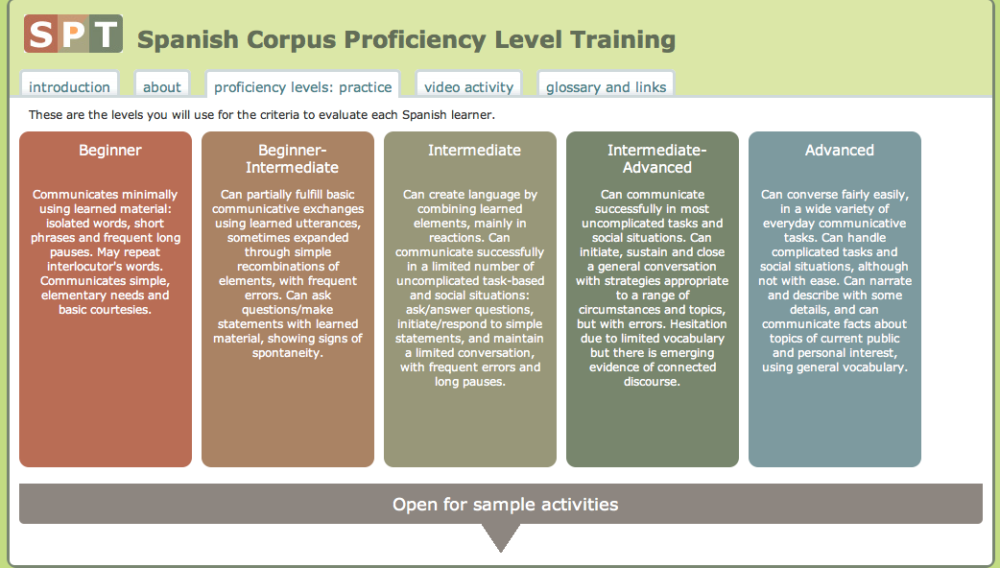 SPT Spanish Corpus Proficiency Level Training
introduction about proficiency levels: practice video activity glossary and links
These are the levels you will use for the criteria to evaluate each Spanish learner.
Beginner
Communicates minimally
using learned material:
isolated words, short
phrases and frequent long
pauses. May repeat
interlocutor's words.
Communicates simple,
elementary needs and
basic courtesies.
Beginner-
Intermediate
Can partially fulfill basic
communicative exchanges
using learned utterances,
sometimes expanded
through simple
recombinations of
elements, with frequent
errors. Can ask
questions/make
statements with learned
material, showing signs of
spontaneity.
Intermediate
Can create language by
combining learned
elements, mainly in
reactions. Can
communicate successfully
in a limited number of
uncomplicated task-based
and social situations:
ask/answer questions,
initiate/respond to simple
statements, and maintain
a limited conversation,
with frequent errors and
long pauses.
Intermediate-
Advanced
Can communicate
successfully in most
uncomplicated tasks and
social situations. Can
initiate, sustain and close
a general conversation
with strategies appropriate
to a range of
circumstances and topics,
but with errors. Hesitation
due to limited vocabulary
but there is emerging
evidence of connected
discourse.
Advanced
Can converse fairly easily,
in a wide variety of
everyday communicative
tasks. Can handle
complicated tasks and
social situations, although
not with ease. Can narrate
and describe with some
details, and can
communicate facts about
topics of current public
and personal interest,
using general vocabulary.
Open for sample activities